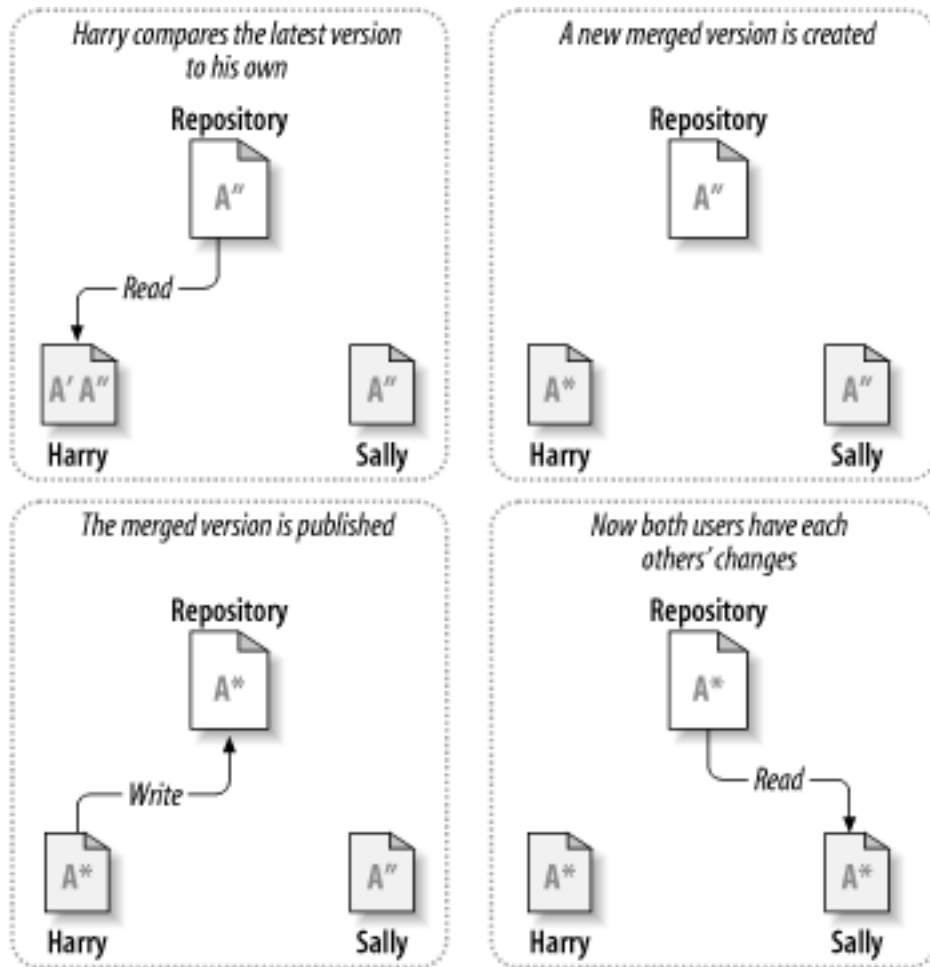 Harry compares the latest version
to his own
Repository
A″
Read
A′ A″
A″
Harry
Sally
A new merged version is created
Repository
A″
A*
A″
Harry
Sally
The merged version is published
Repository
A*
Write
A*
A″
Harry
Sally
Now both users have each
others’ changes
Repository
A*
Read
A*
A*
Harry
Sally